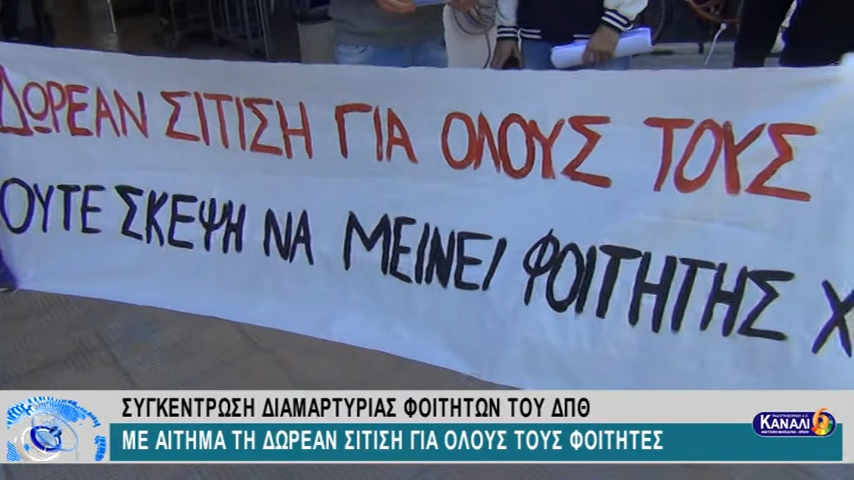 ΔΩΡΕΑΝ ΣΙΤΙΣΗ ΓΙΑ ΟΛΟΥΣ ΤΟΥΣ
ΟΥΤΕ ΣΚΕΨΗ ΝΑ ΜΕΙΝΕΙ ΦΟΙΤΗΤΗΣ Χ
ΣΥΓΚΕΝΤΡΩΣΗ ΔΙΑΜΑΡΤΥΡΙΑΣ ΦΟΙΤΗΤΩΝ ΤΟΥ ΔΠΘ
ΜΕ ΑΙΤΗΜΑ ΤΗ ΔΩΡΕΑΝ ΣΙΤΙΣΗ ΓΙΑ ΟΛΟΥΣ ΤΟΥΣ ΦΟΙΤΗΤΕΣ
ΚΑΝΑΛΙ 6